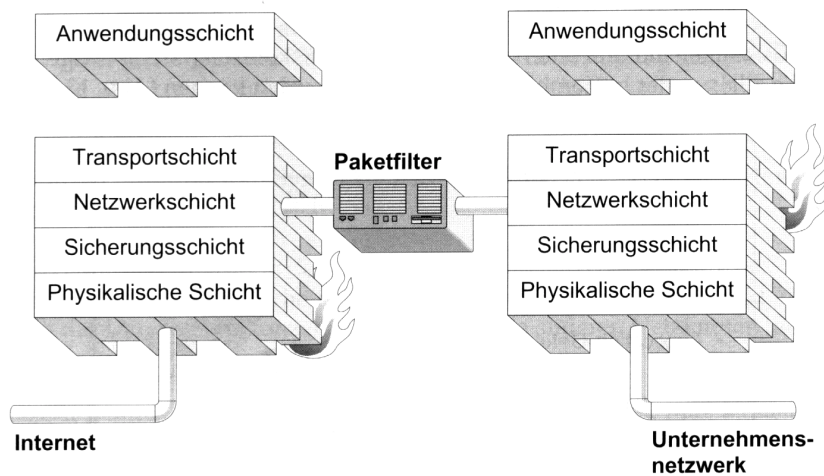 Anwendungsschicht
Transportschicht
Netzwerkschicht
Sicherungsschicht
Physikalische Schicht
Internet
Paketfilter
Anwendungsschicht
Transportschicht
Netzwerkschicht
Sicherungsschicht
Physikalische Schicht
Unternehmens-
netzwerk